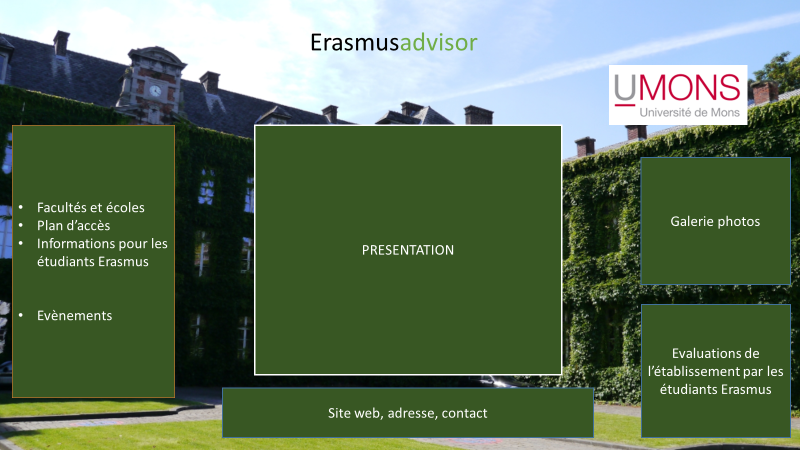 Erasmusadvisor
UMONS
Université de Mons
• Facultés et écoles
• Plan d'accès
• Informations pour les
étudiants Erasmus
• Evènements
PRESENTATION
Galerie photos
Evaluations de
l'établissement par les
étudiants Erasmus
Site web, adresse, contact